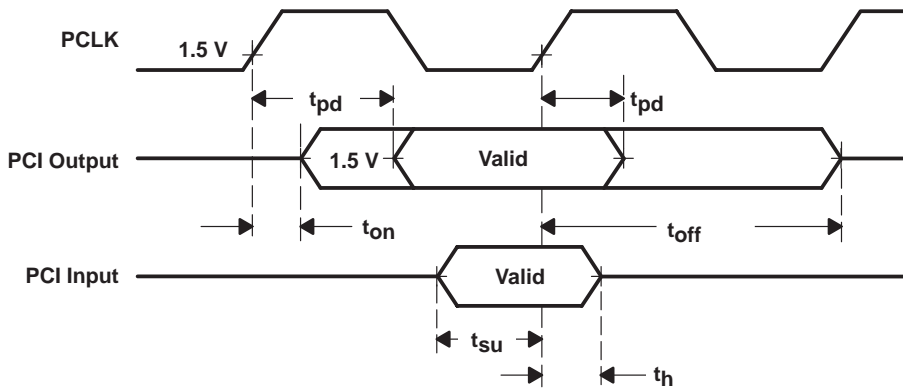 PCLK
1.5 V
tpd
tpd
PCI Output
1.5 V
Valid
ton
toff
PCI Input
Valid
tsu
th